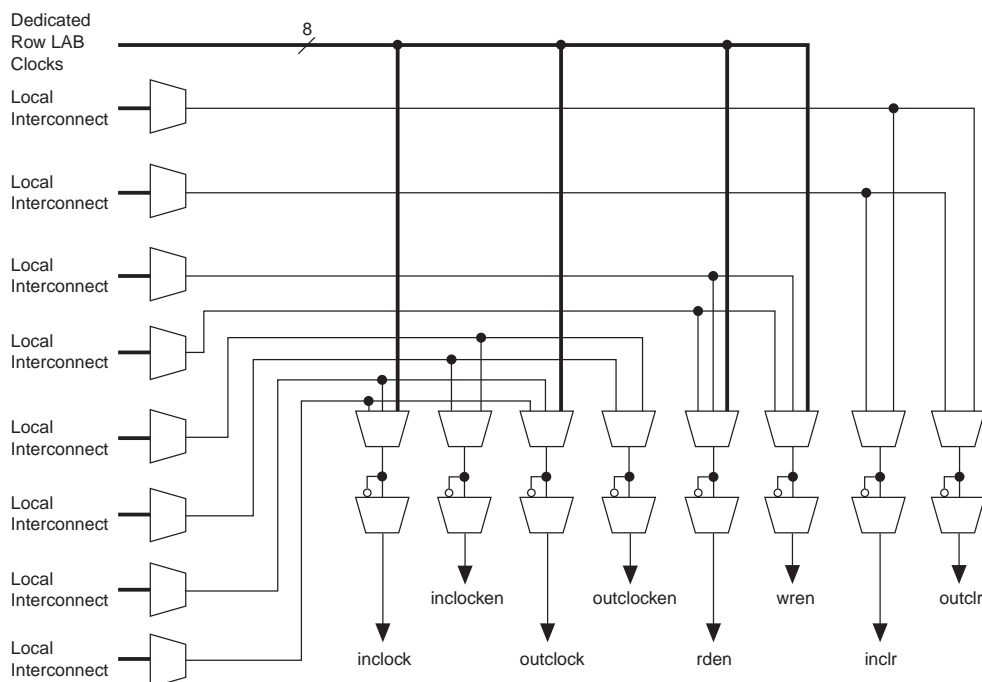 Dedicated
Row LAB
Clocks
8
Local
Interconnect
Local
Interconnect
Local
Interconnect
Local
Interconnect
Local
Interconnect
Local
Interconnect
Local
Interconnect
Local
Interconnect
inclocken
outclocken
wren
outclr
inclock
outclock
rden
inclr